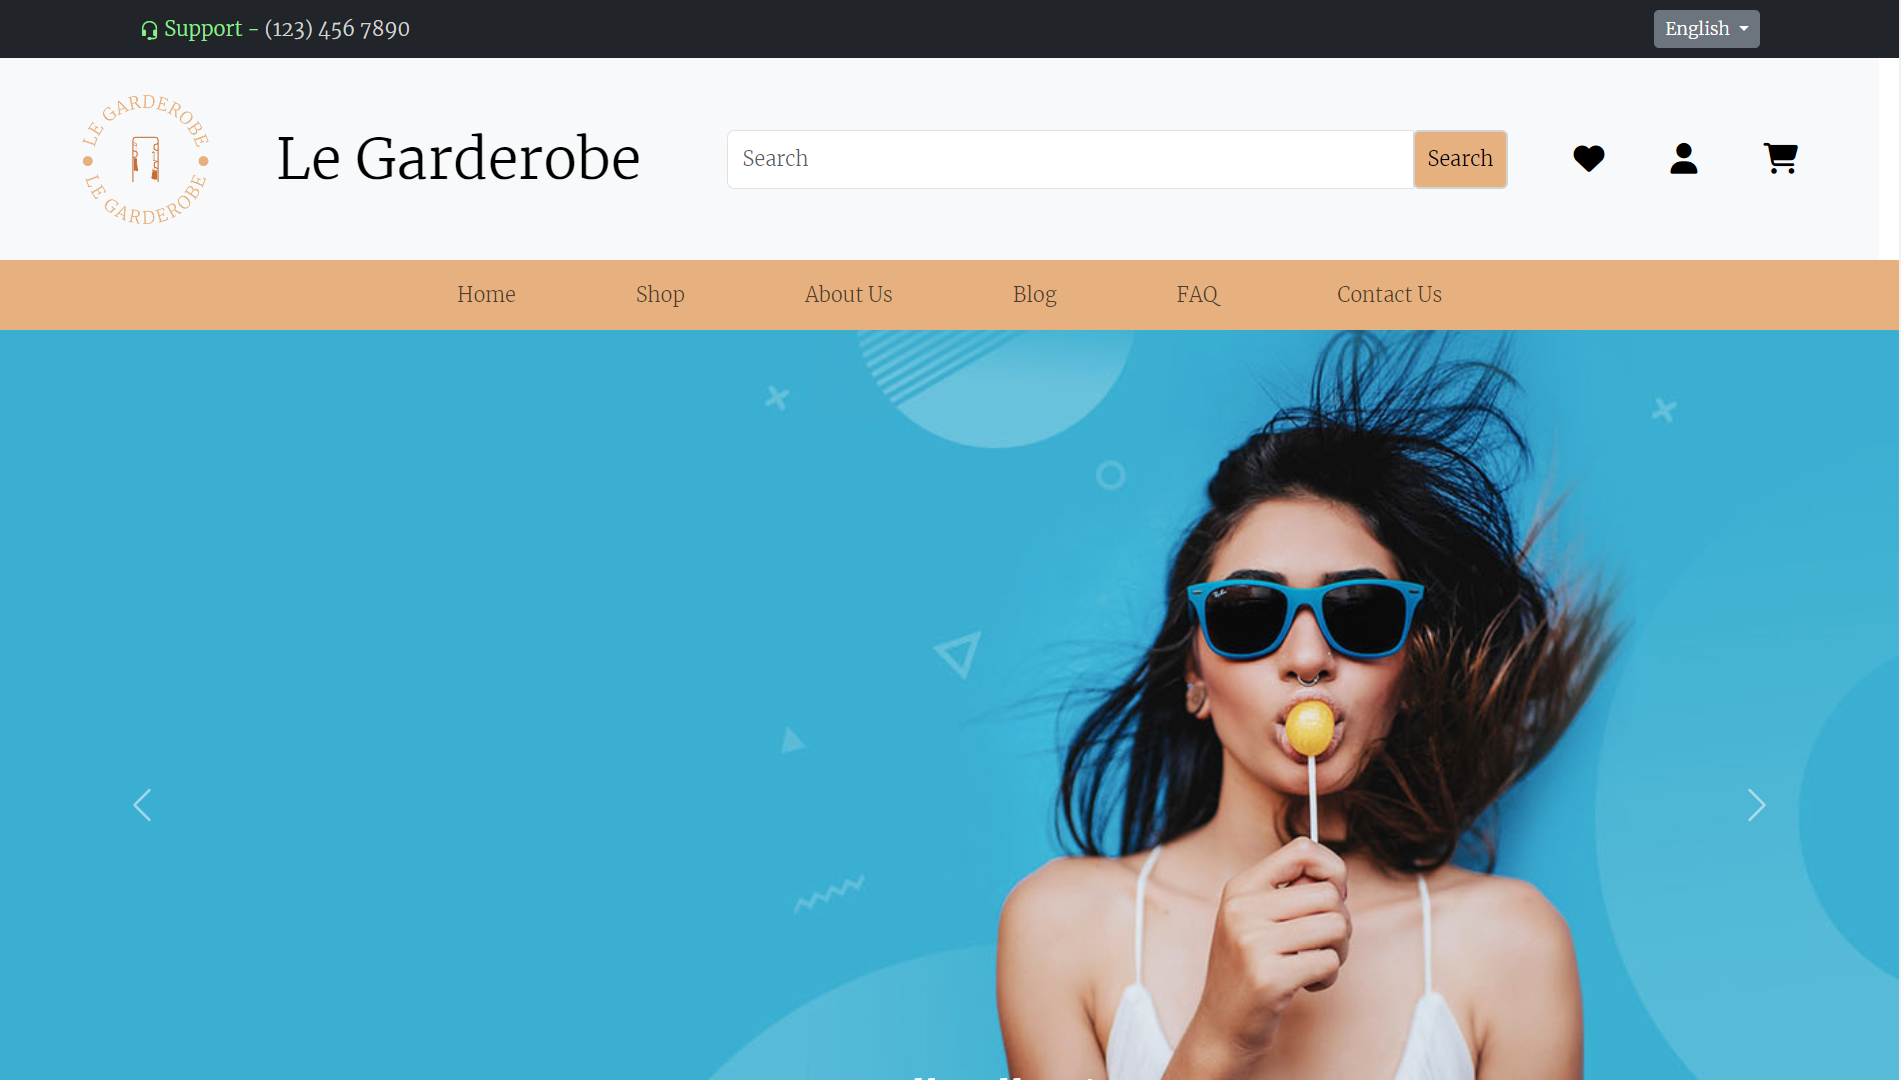 Support - (123) 456 7890
English
LE GARDEROBE
LE GARDEROBE
Le Garderobe
Search
Search
Home
Shop
About Us
Blog
FAQ
Contact Us